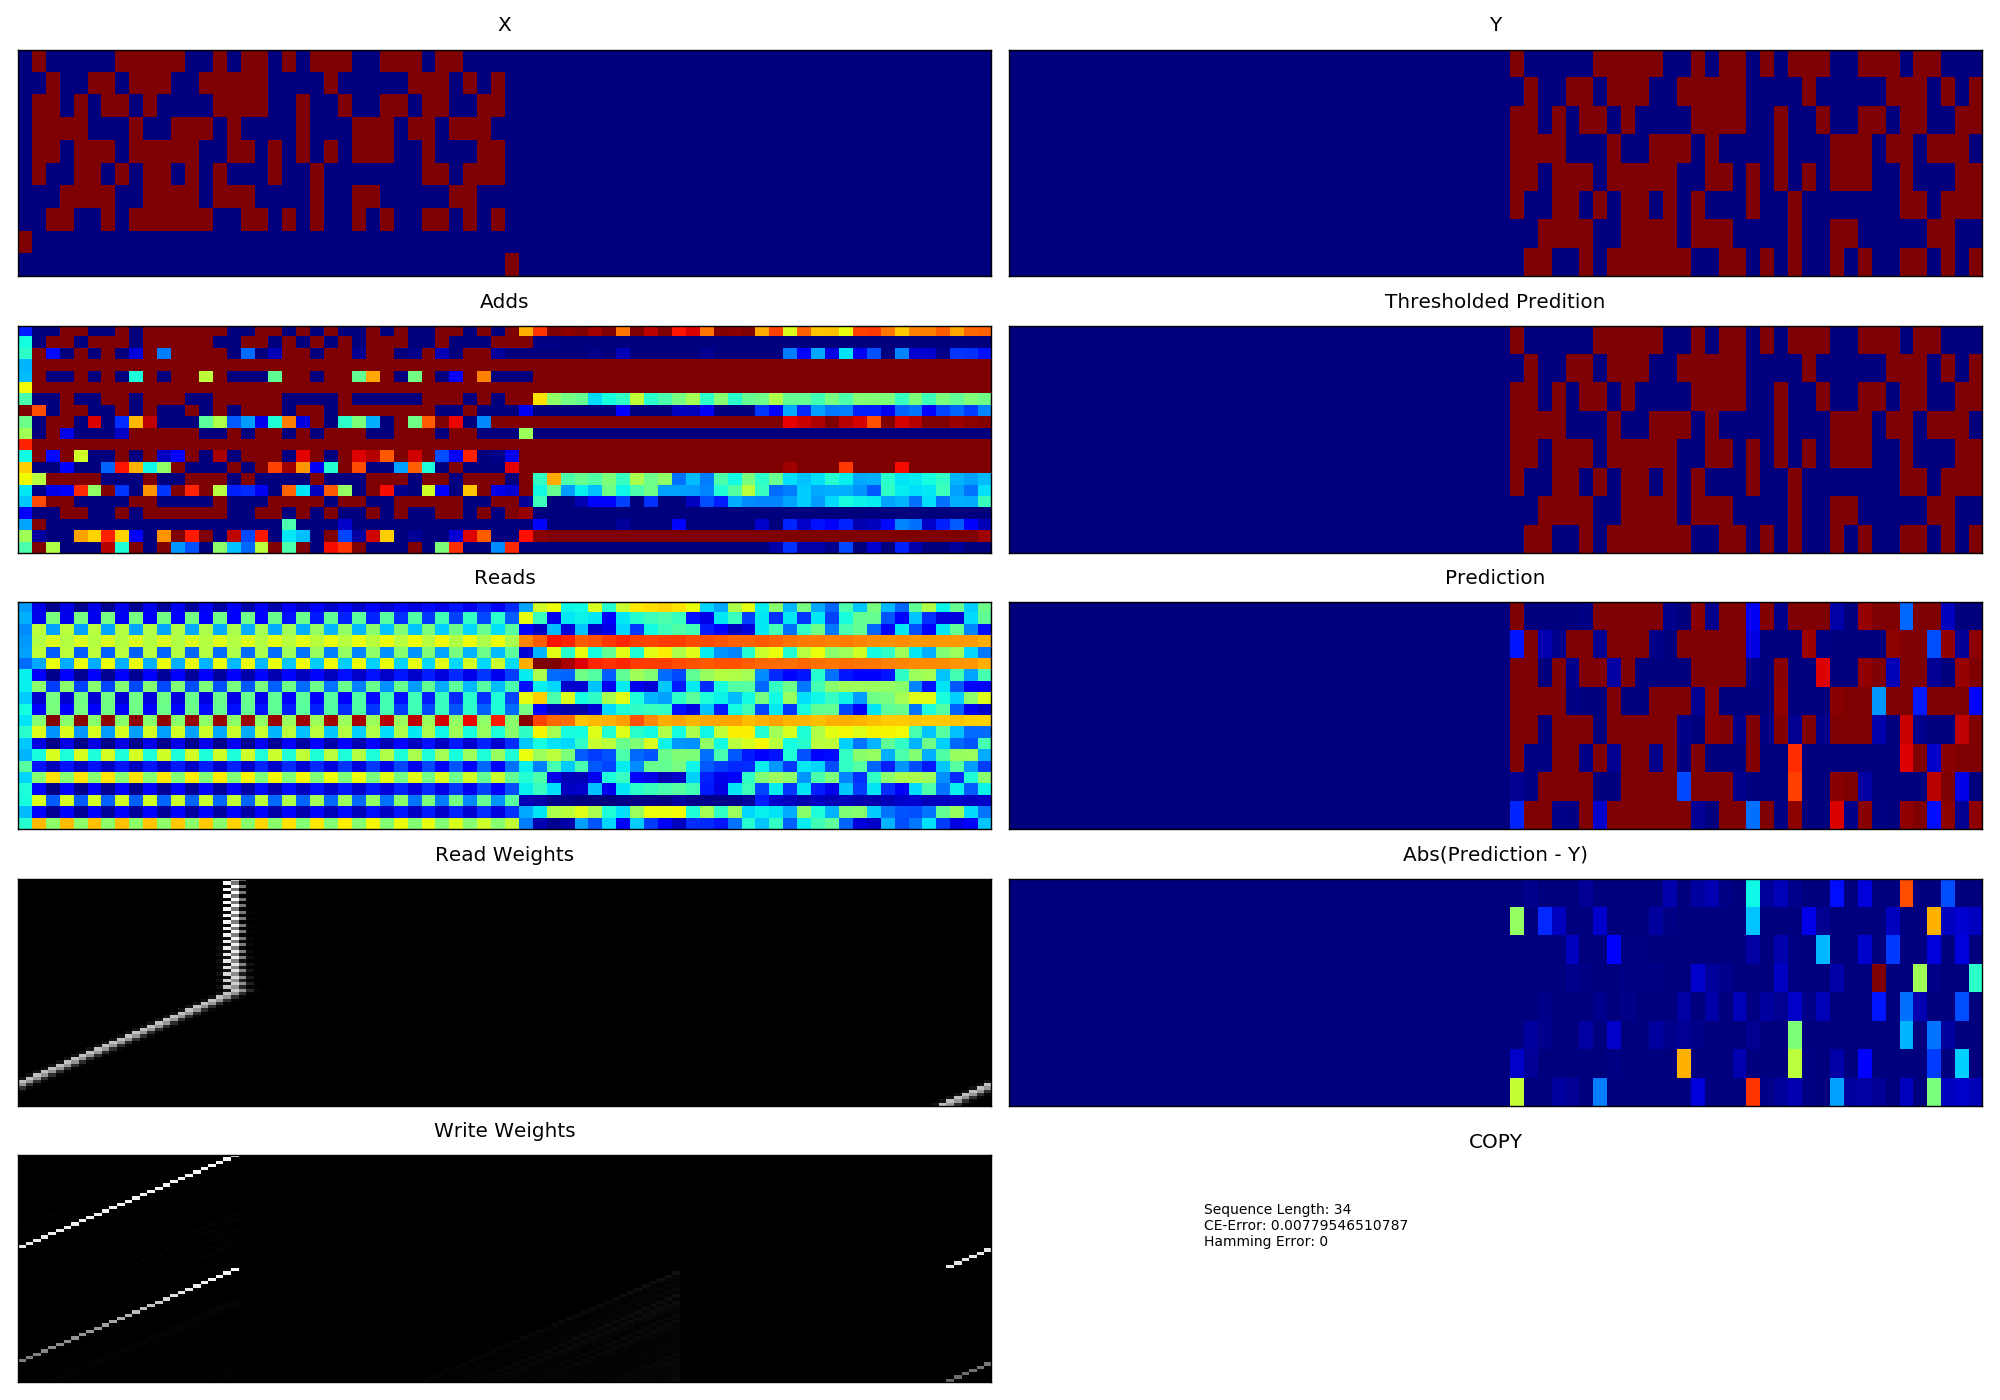 X
Y
Adds
Thresholded Predition
Reads
Prediction
Read Weights
Abs(Prediction - Y)
Write Weights
COPY
Sequence Length: 34
CE-Error: 0.00779546510787
Hamming Error: 0